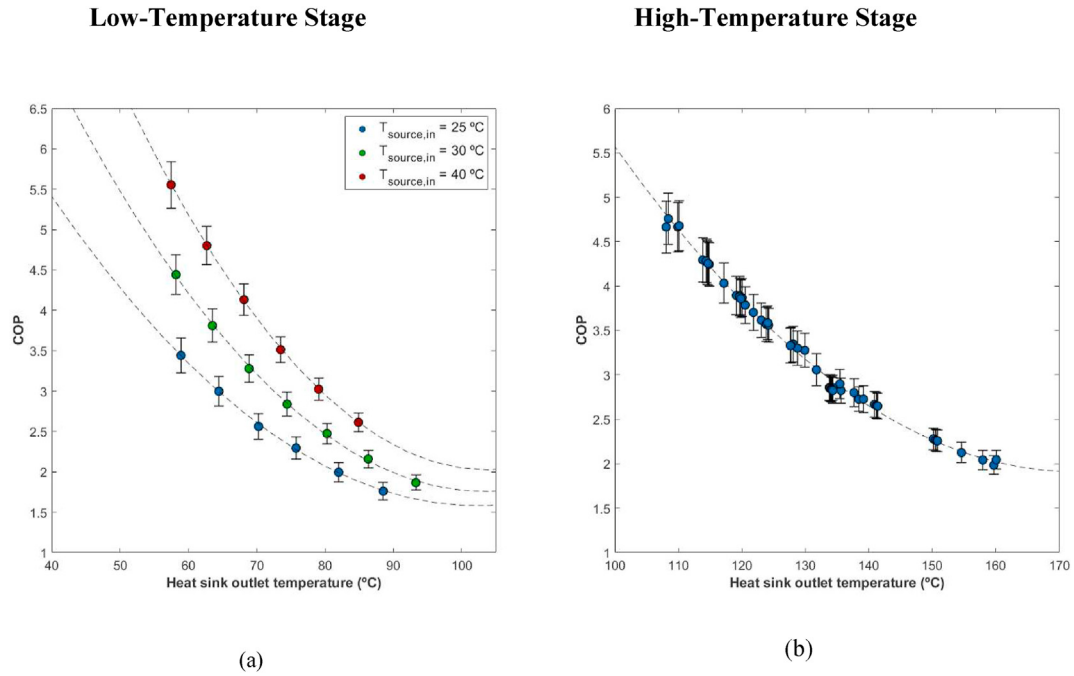 Low-Temperature Stage
High-Temperature Stage
6.5
6
5.5
5
4.5
4
3.5
3
2.5
2
1.5
1
COP
T source,in = 25 ºC
T source,in = 30 ºC
T source,in = 40 ºC
40 50 60 70 80 90 100
Heat sink outlet temperature (ºC)
(a)
6
5.5
5
4.5
4
3.5
3
2.5
2
1.5
1
COP
100 110 120 130 140 150 160 170
Heat sink outlet temperature (ºC)
(b)